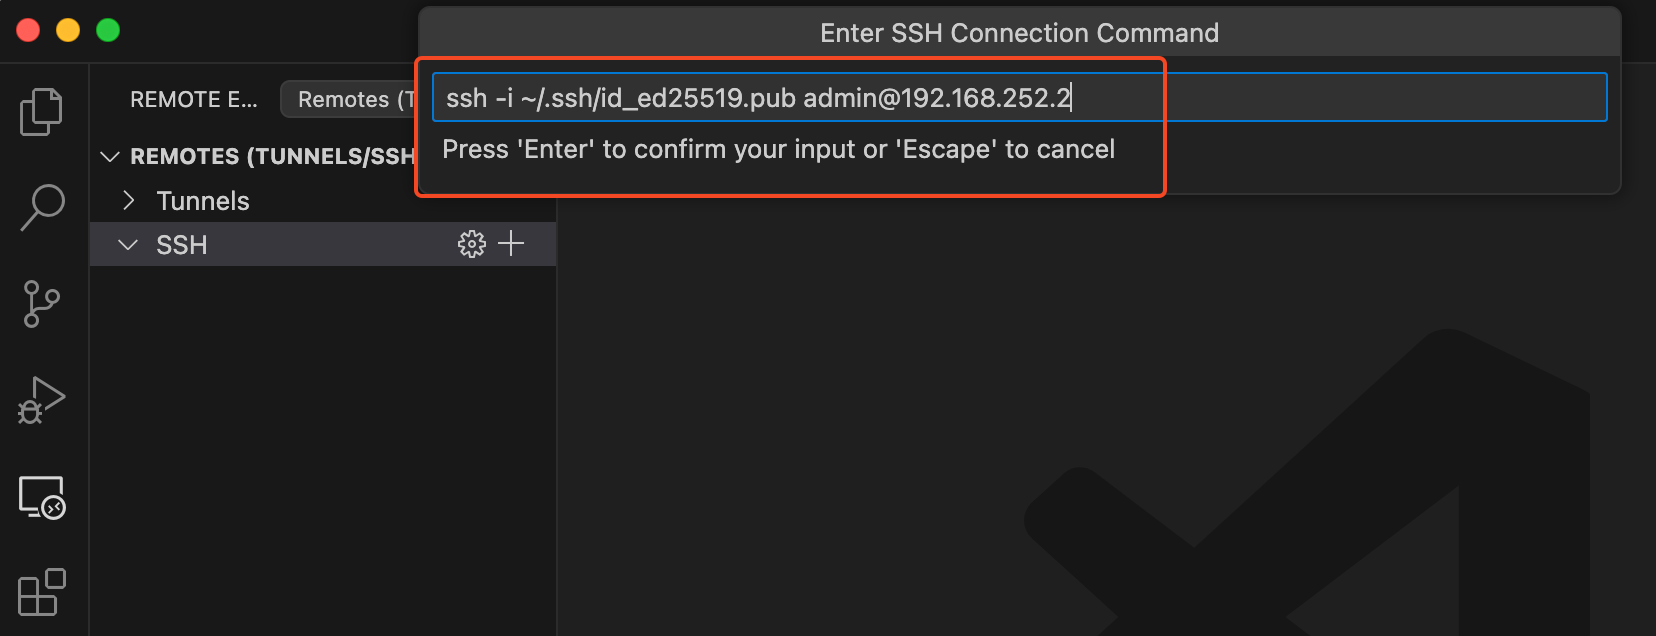 Enter SSH Connection Command
ssh -i ~/.ssh/id_ed25519.pub admin@192.168.252.2
Press 'Enter' to confirm your input or 'Escape' to cancel
REMOTE E...
Remotes (T
REMOTES (TUNNELS/SSH
Tunnels
SSH